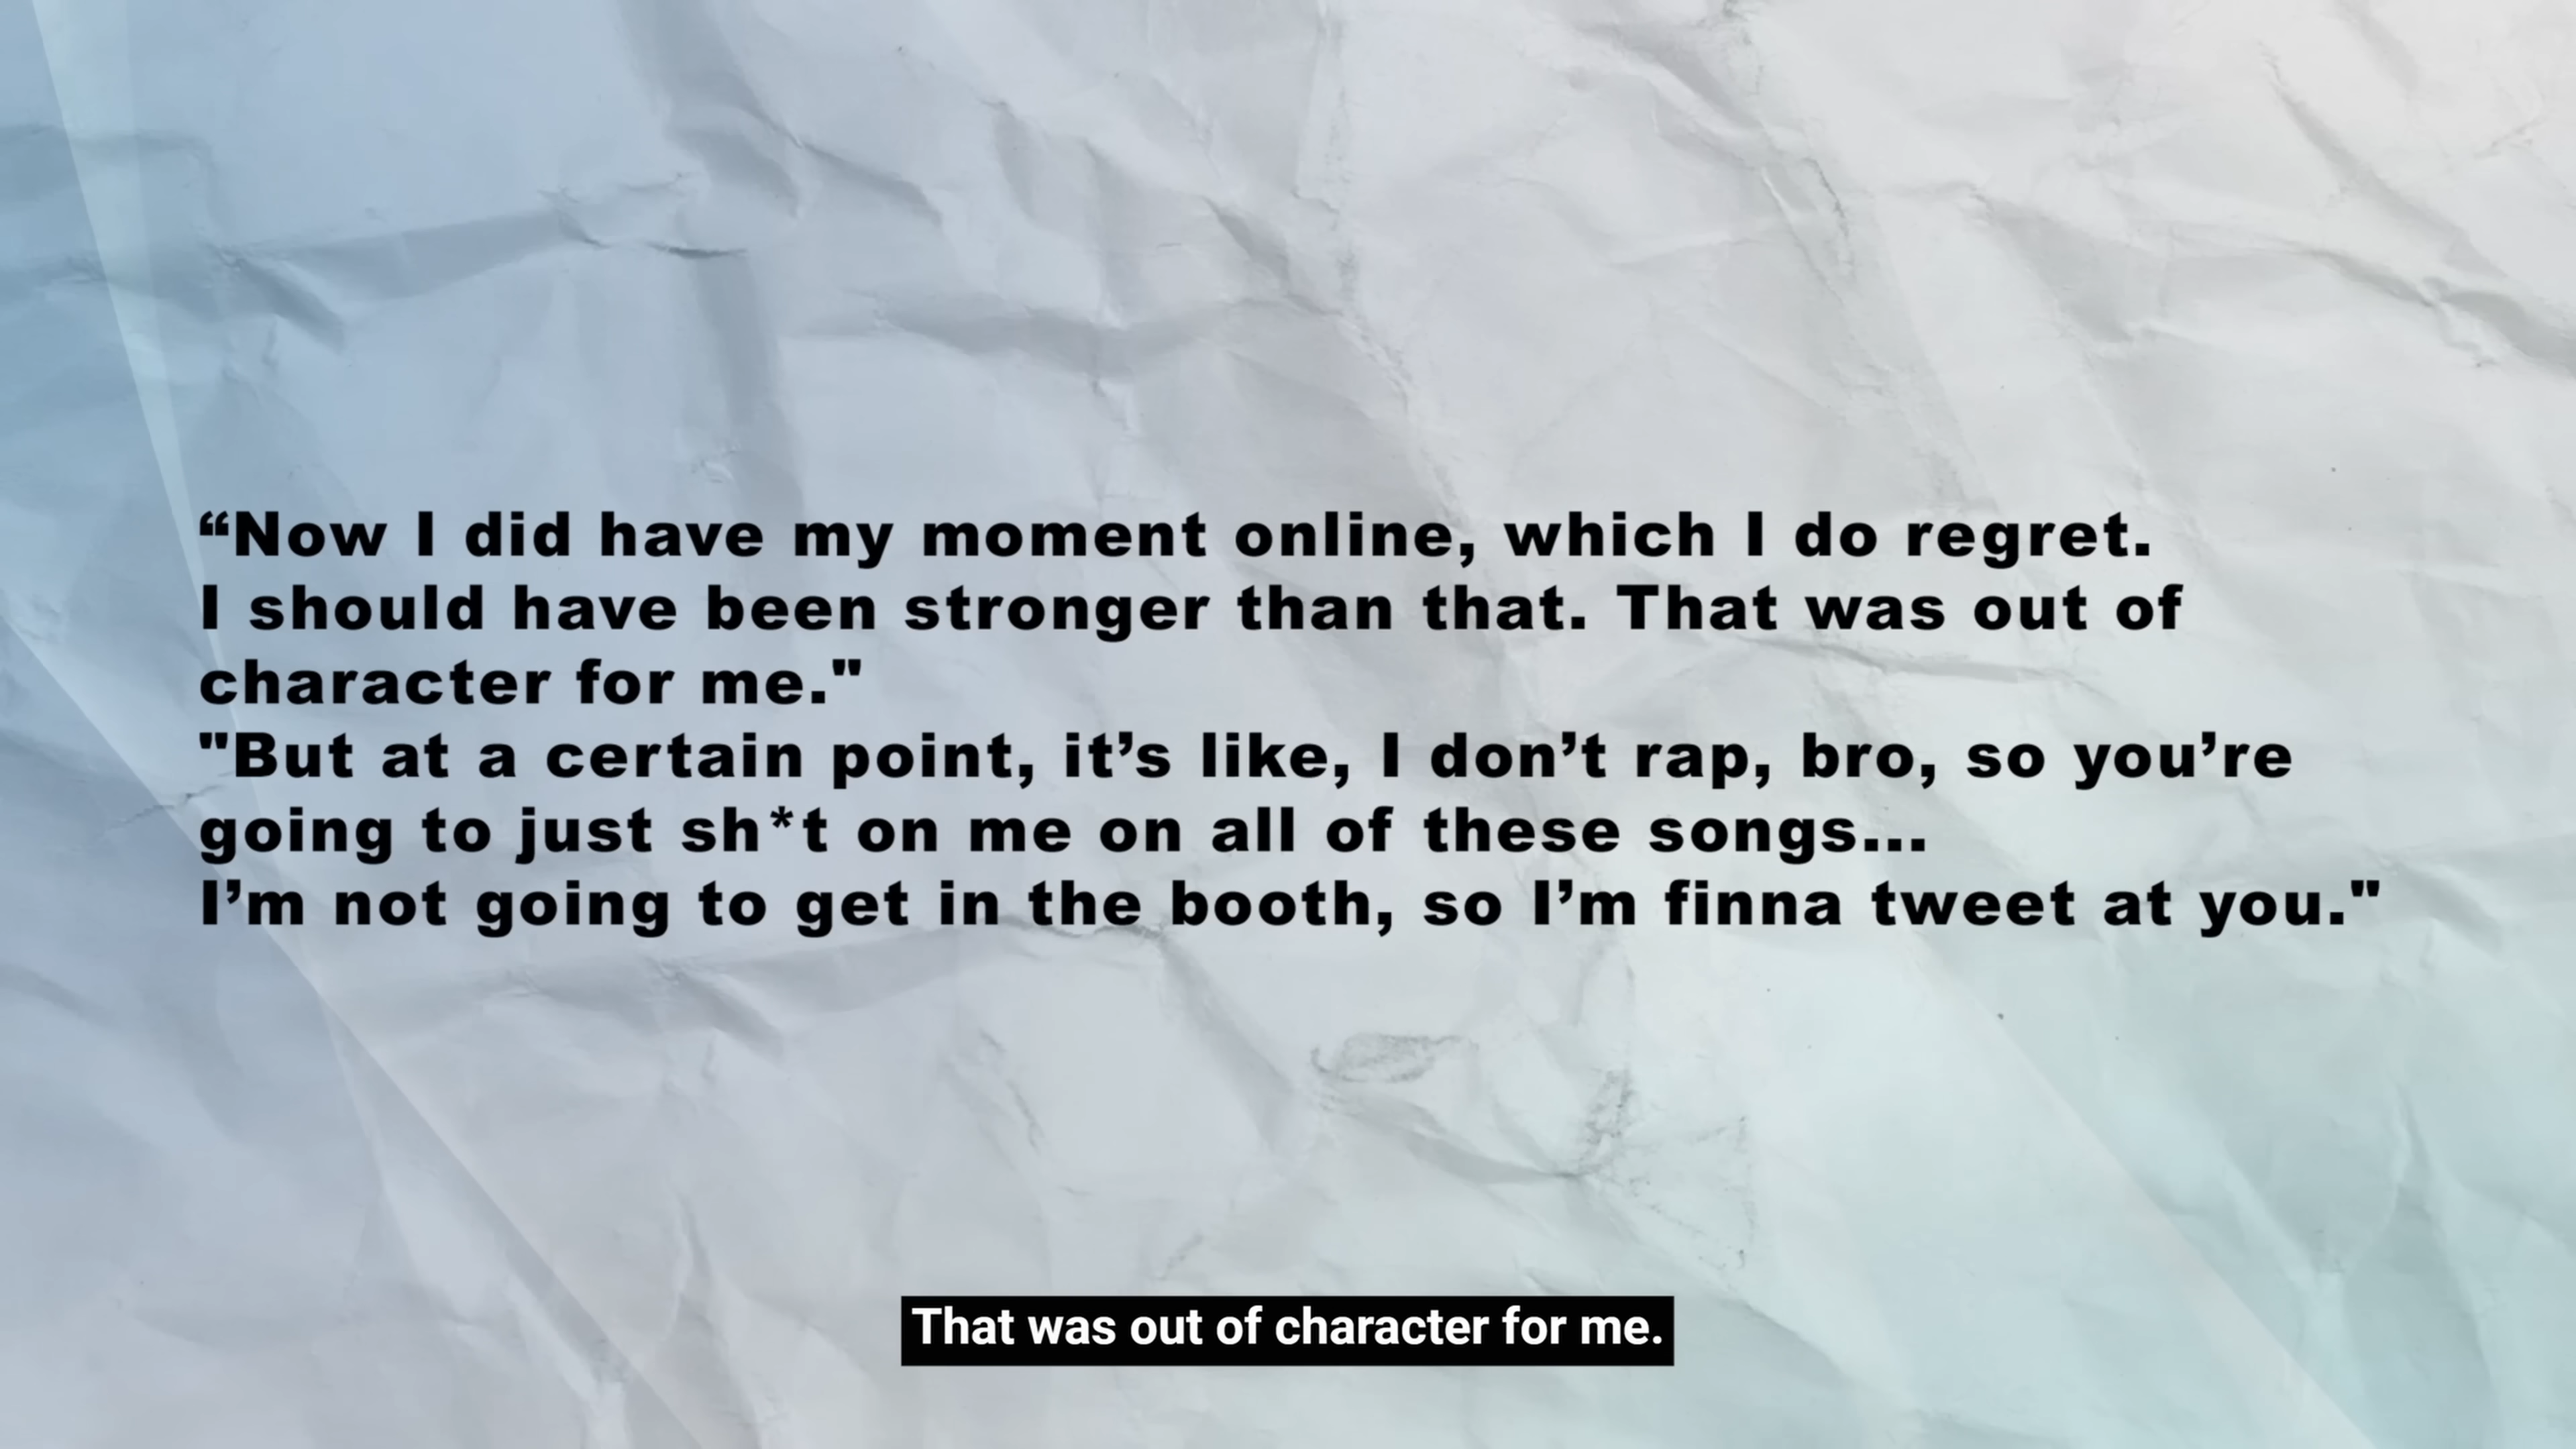 “Now I did have my moment online, which I do regret.
I should have been stronger than that. That was out of
character for me."
"But at a certain point, it’s like, I don’t rap, bro, so you’re
going to just sh*t on me on all of these songs...
I’m not going to get in the booth, so I’m finna tweet at you."
That was out of character for me.